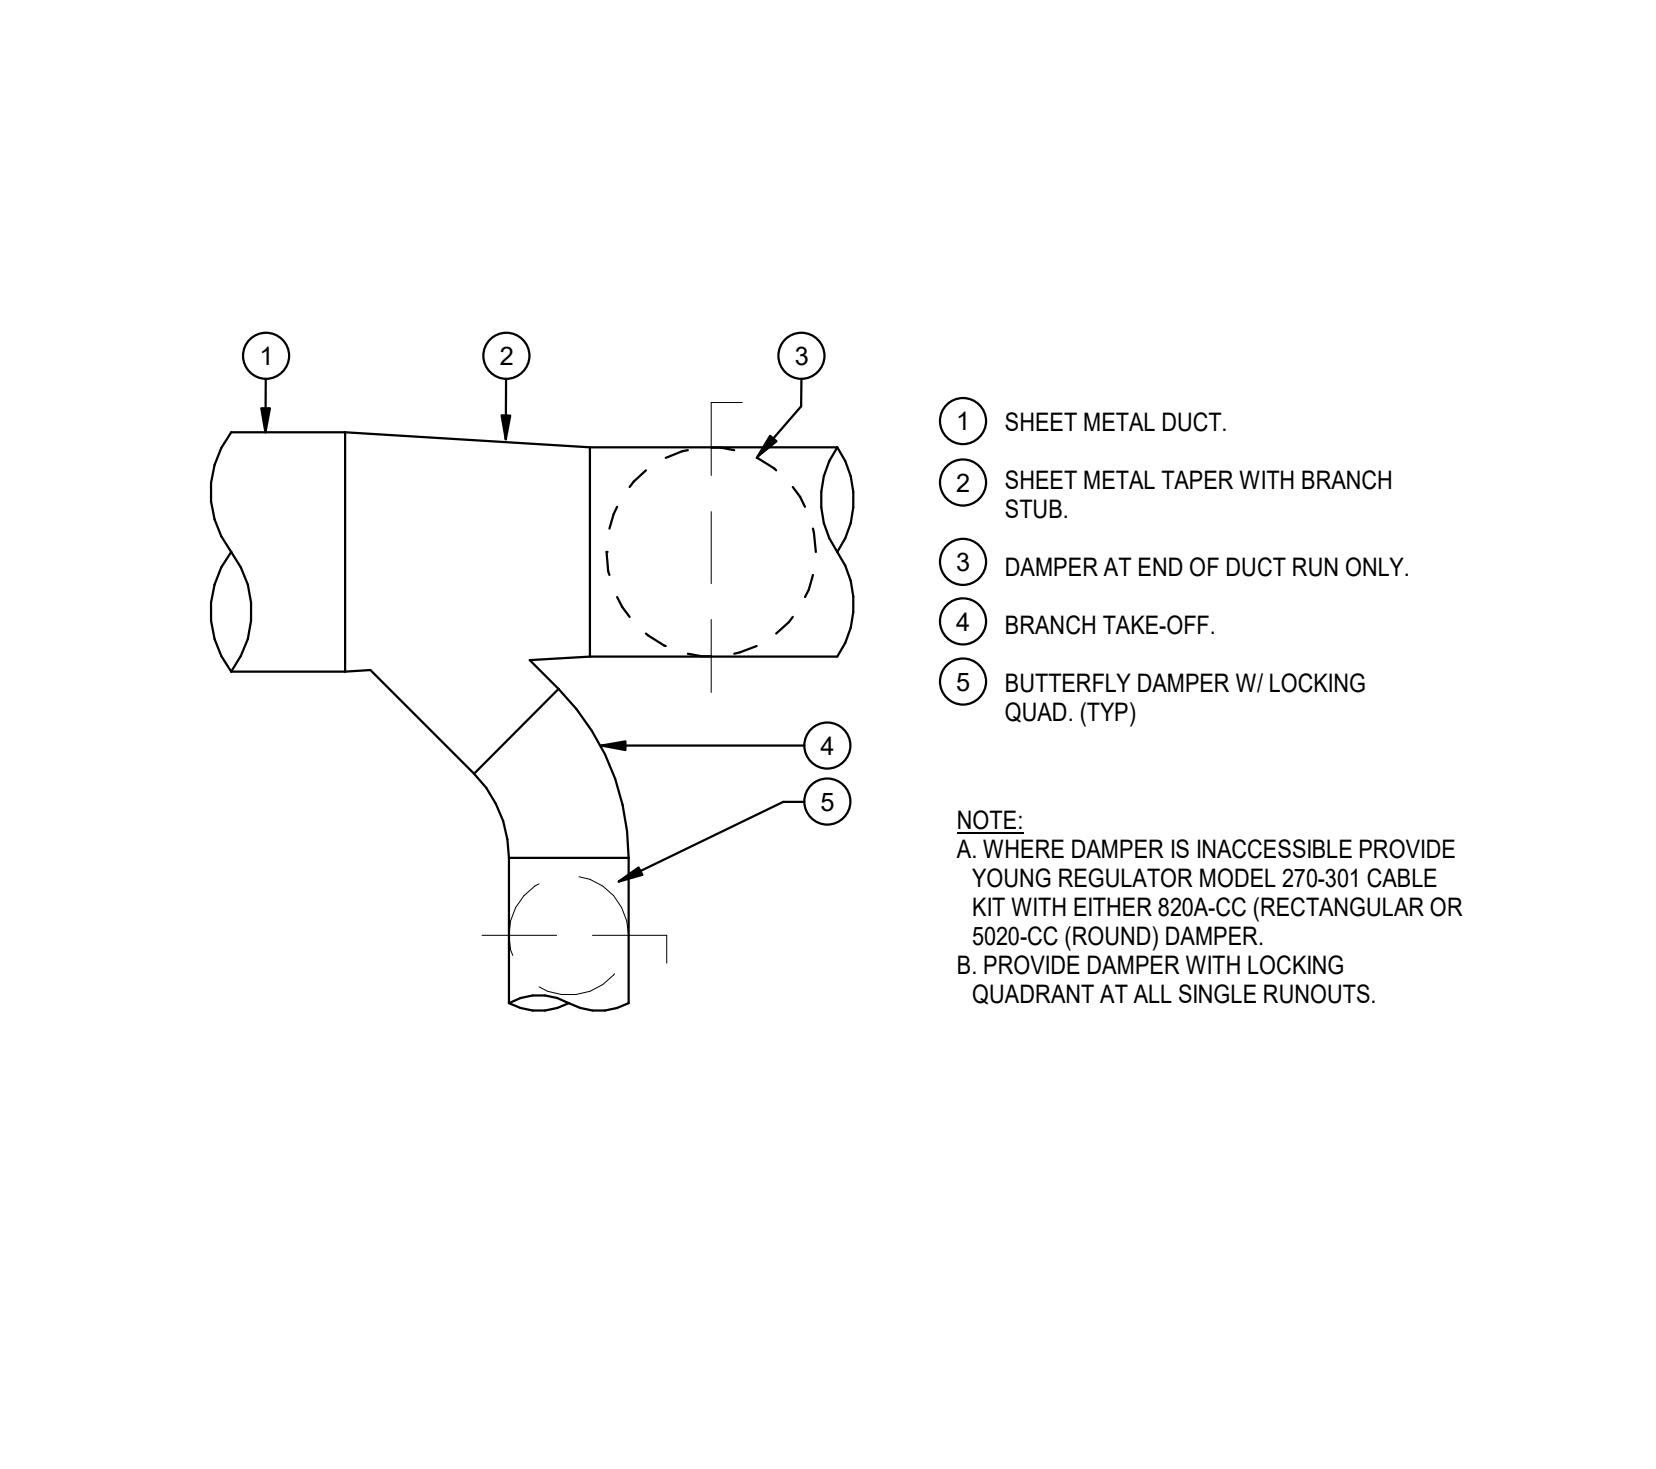 1
2
3
4
5
1 SHEET METAL DUCT.
2 SHEET METAL TAPER WITH BRANCH
STUB.
3 DAMPER AT END OF DUCT RUN ONLY.
4 BRANCH TAKE-OFF.
5 BUTTERFLY DAMPER W/ LOCKING
QUAD. (TYP)
NOTE:
A. WHERE DAMPER IS INACCESSIBLE PROVIDE
YOUNG REGULATOR MODEL 270-301 CABLE
KIT WITH EITHER 820A-CC (RECTANGULAR OR
5020-CC (ROUND) DAMPER.
B. PROVIDE DAMPER WITH LOCKING
QUADRANT AT ALL SINGLE RUNOUTS.